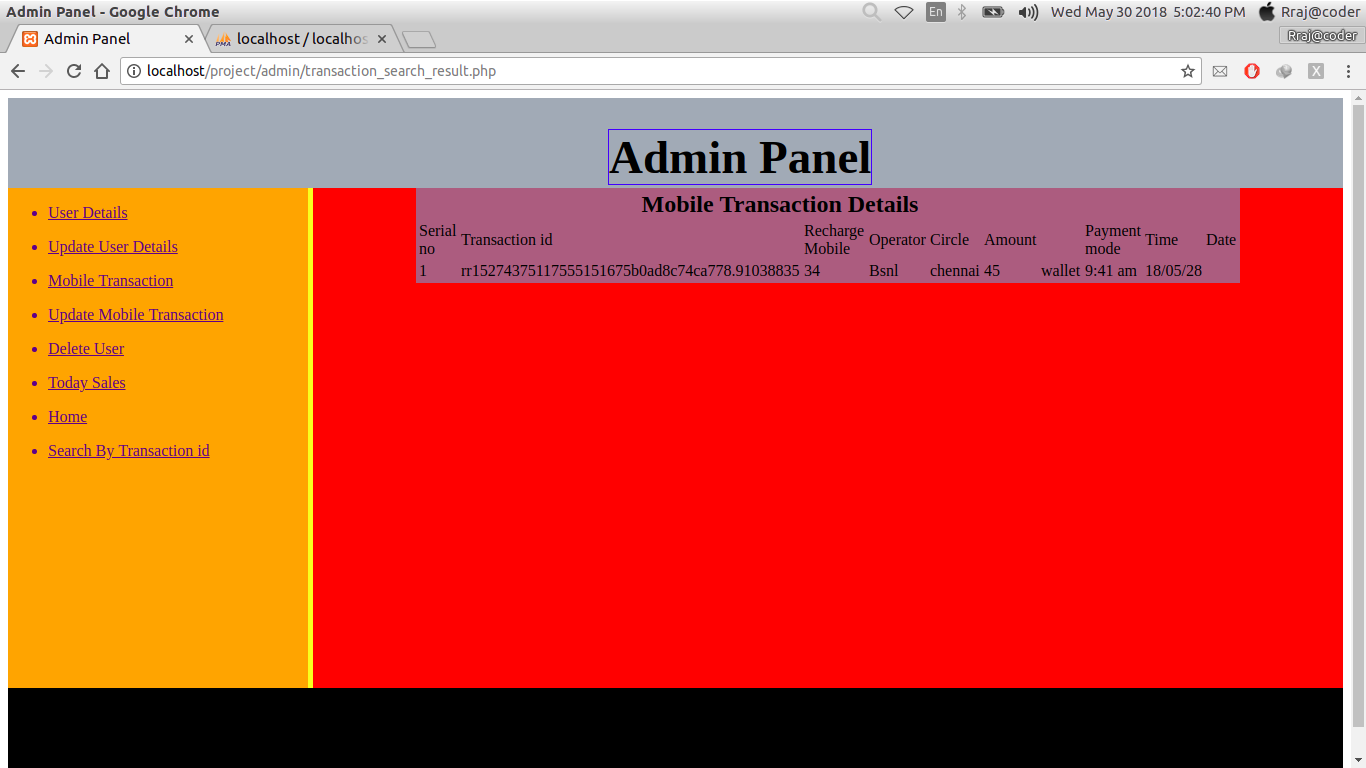 Admin Panel - Google Chrome
En
Wed May 30 2018 5:02:40 PM
Rraj@coder
Admin Panel
PMA
localhost / localhos
Rraj@coder
localhost/project/admin/transaction_search_result.php
X
Admin Panel
User Details
Update User Details
Mobile Transaction
Update Mobile Transaction
Delete User
Today Sales
Home
Search By Transaction id
Mobile Transaction Details
Serial no Transaction id Recharge Mobile Operator Circle Amount Payment mode Time Date
1 rr15274375117555151675b0ad8c74ca778.91038835 34 Bsnl chennai 45 wallet 9:41 am 18/05/28